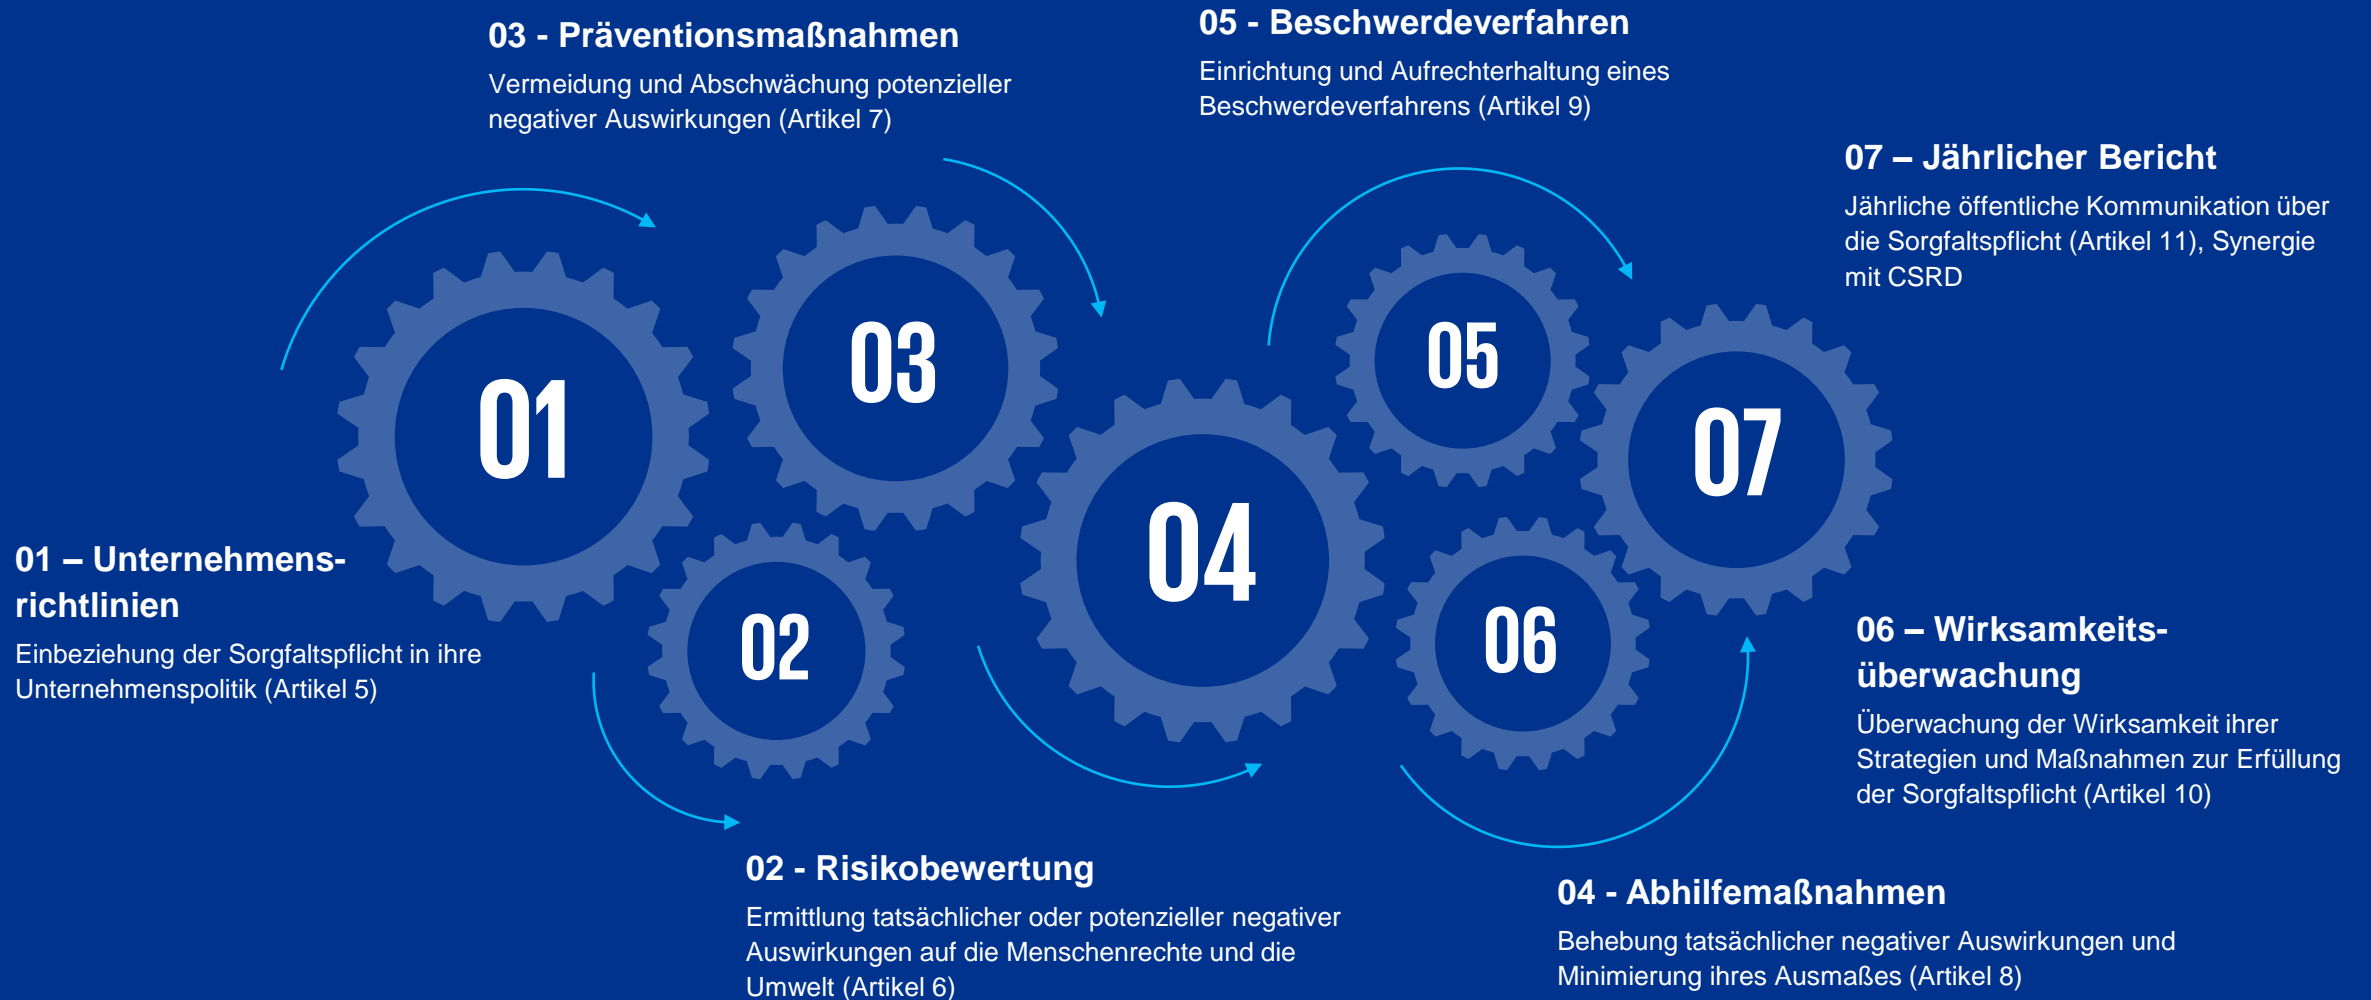 03 - Präventionsmaßnahmen
Vermeidung und Abschwächung potenzieller
negativer Auswirkungen (Artikel 7)
05 - Beschwerdeverfahren
Einrichtung und Aufrechterhaltung eines
Beschwerdeverfahrens (Artikel 9)
07 – Jährlicher Bericht
Jährliche öffentliche Kommunikation über
die Sorgfaltspflicht (Artikel 11), Synergie
mit CSRD
01
03
05
07
04
02
06
01 – Unternehmens-
richtlinien
Einbeziehung der Sorgfaltspflicht in ihre
Unternehmenspolitik (Artikel 5)
06 – Wirksamkeits-
überwachung
Überwachung der Wirksamkeit ihrer
Strategien und Maßnahmen zur Erfüllung
der Sorgfaltspflicht (Artikel 10)
02 - Risikobewertung
Ermittlung tatsächlicher oder potenzieller negativer
Auswirkungen auf die Menschenrechte und die
Umwelt (Artikel 6)
04 - Abhilfemaßnahmen
Behebung tatsächlicher negativer Auswirkungen und
Minimierung ihres Ausmaßes (Artikel 8)